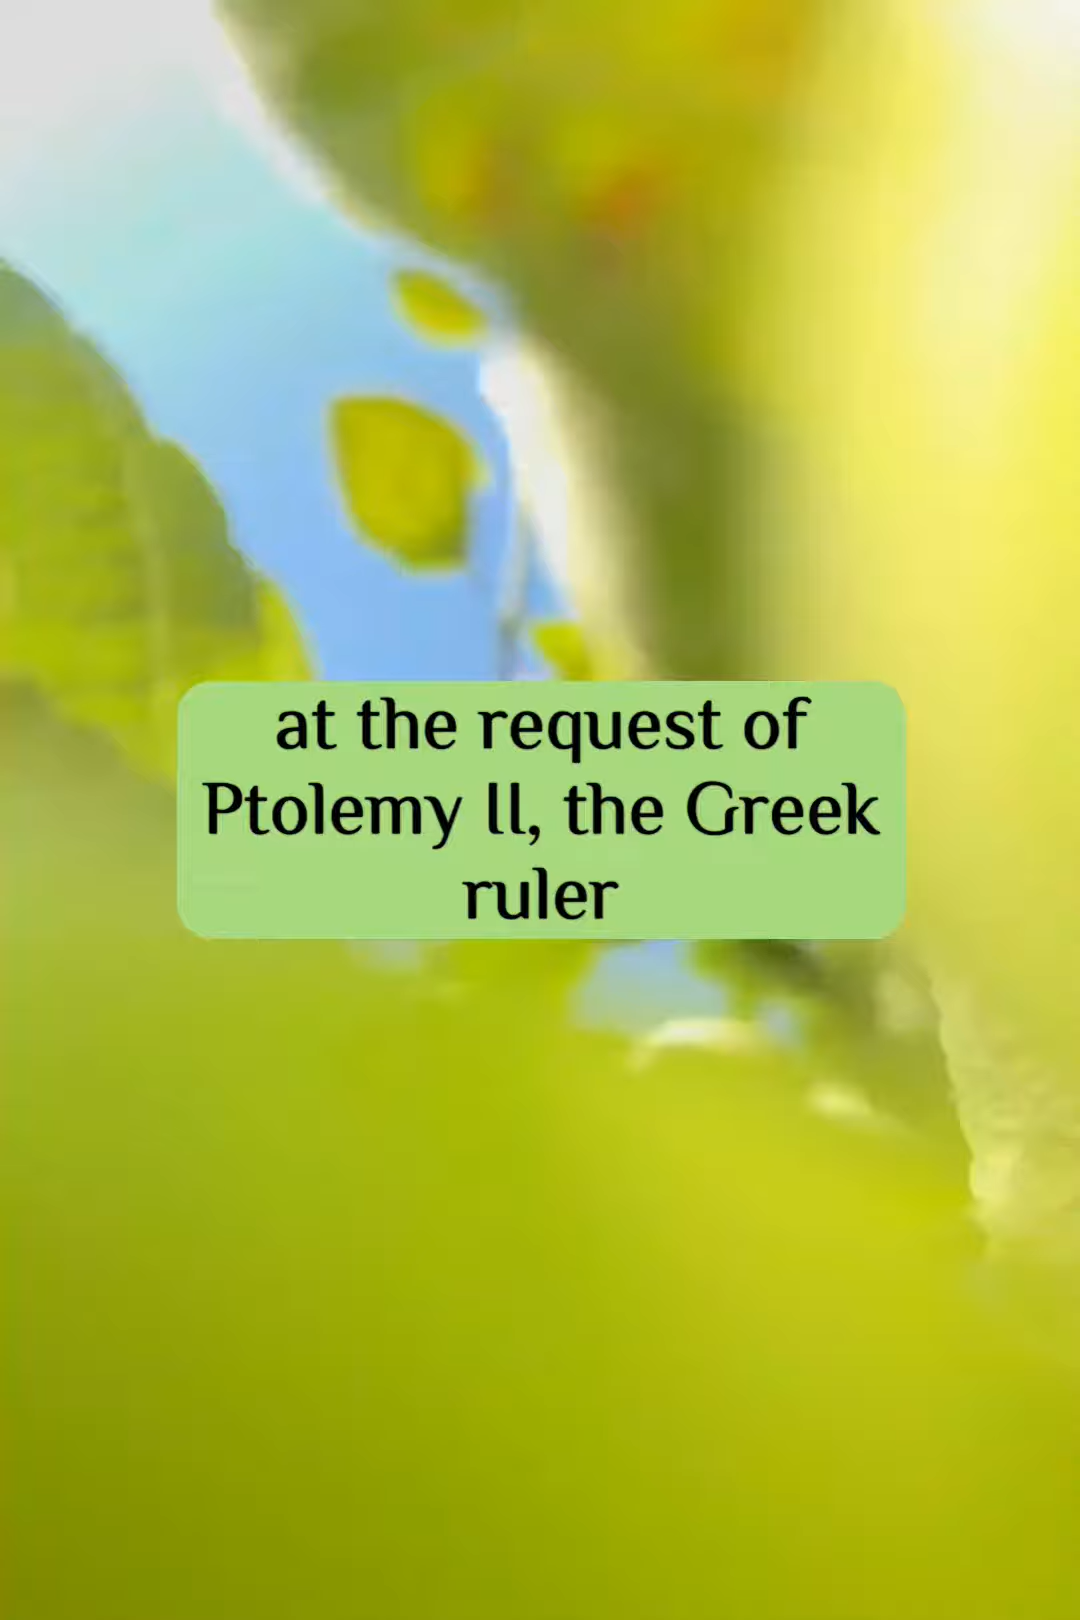 at the request of
Ptolemy II, the Greek
ruler